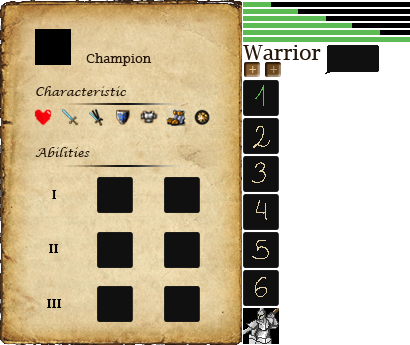 Champion
Characteristic
Abilities
I
II
III
Warrior
+ +
1
2
3
4
5
6